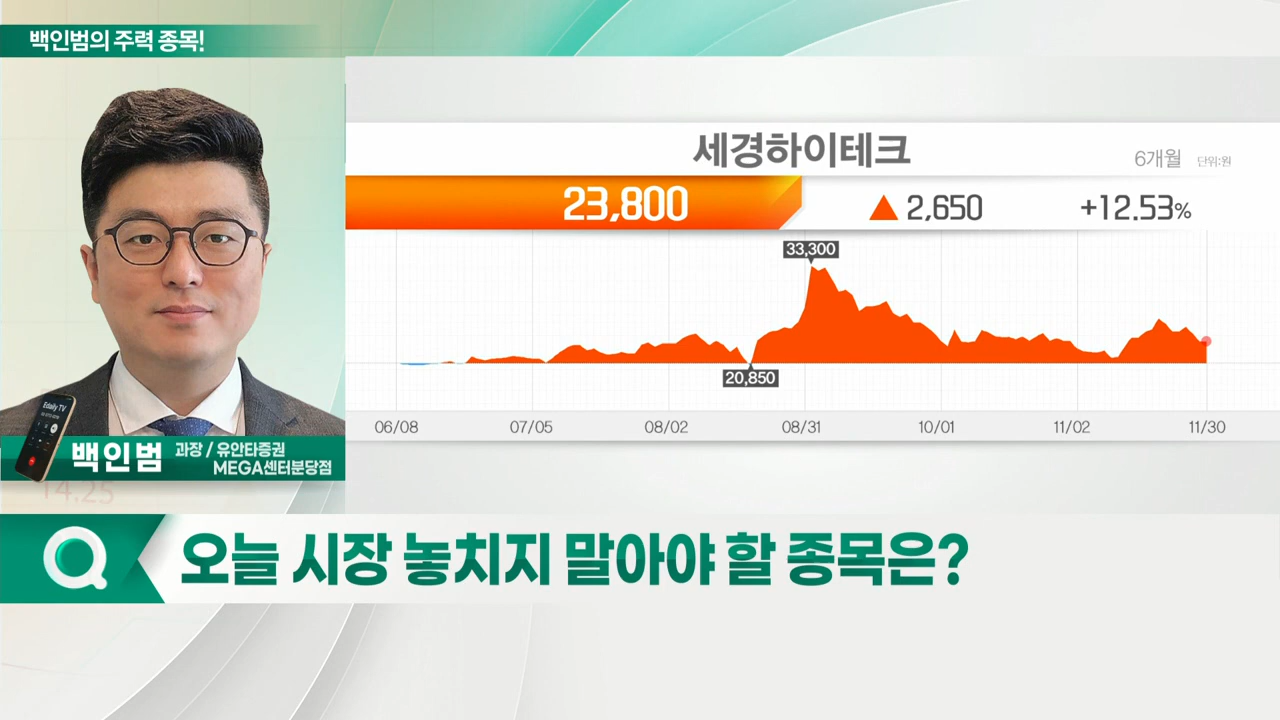 백인범의 주력 종목!
세경하이테크
6개월 단위:원
23,800 ▲ 2,650 +12.53%
33,300
20,850
06/08 07/05 08/02 08/31 10/01 11/02 11/30
Edaily TV
백인범 과장 / 유안타증권
MEGA센터분당점
14.25
Q 오늘 시장 놓치지 말아야 할 종목은?